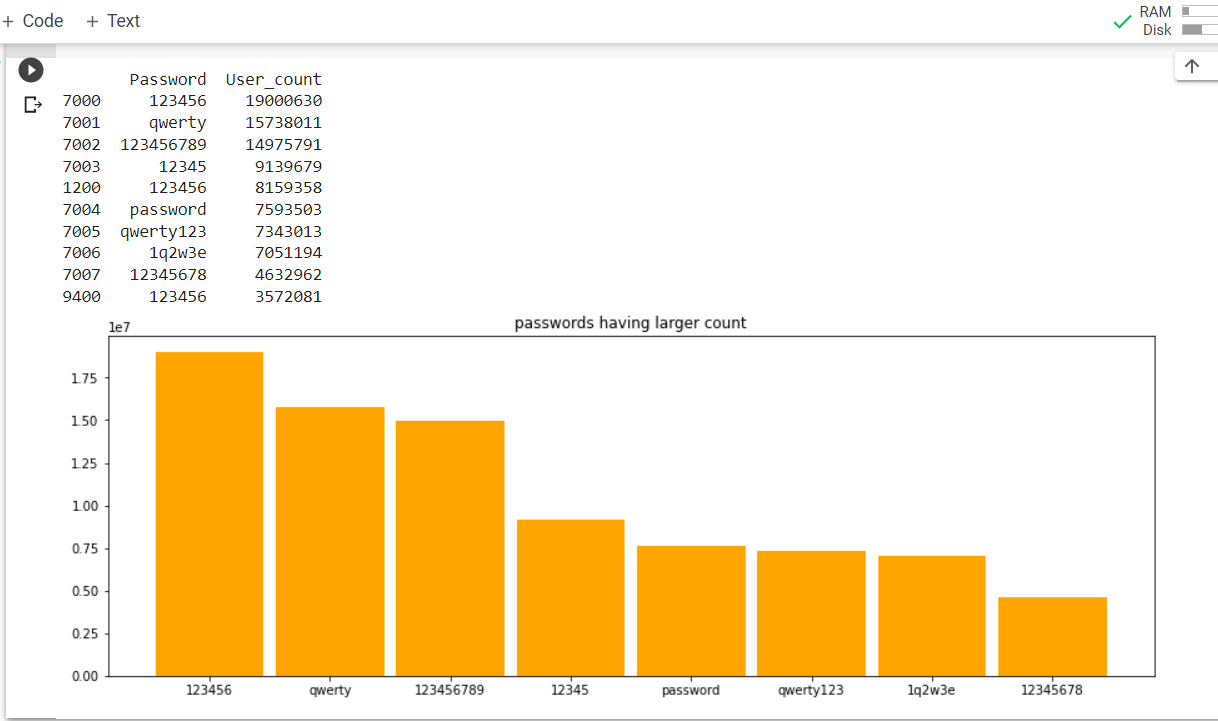 + Code + Text
RAM
Disk
Password User_count
7000 123456 19000630
7001 qwerty 15738011
7002 123456789 14975791
7003 12345 9139679
1200 123456 8159358
7004 password 7593503
7005 qwerty123 7343013
7006 1q2w3e 7051194
7007 12345678 4632962
9400 123456 3572081
passwords having larger count
1e7
1.75
1.50
1.25
1.00
0.75
0.50
0.25
0.00
123456 qwerty 123456789 12345 password qwerty123 1q2w3e 12345678